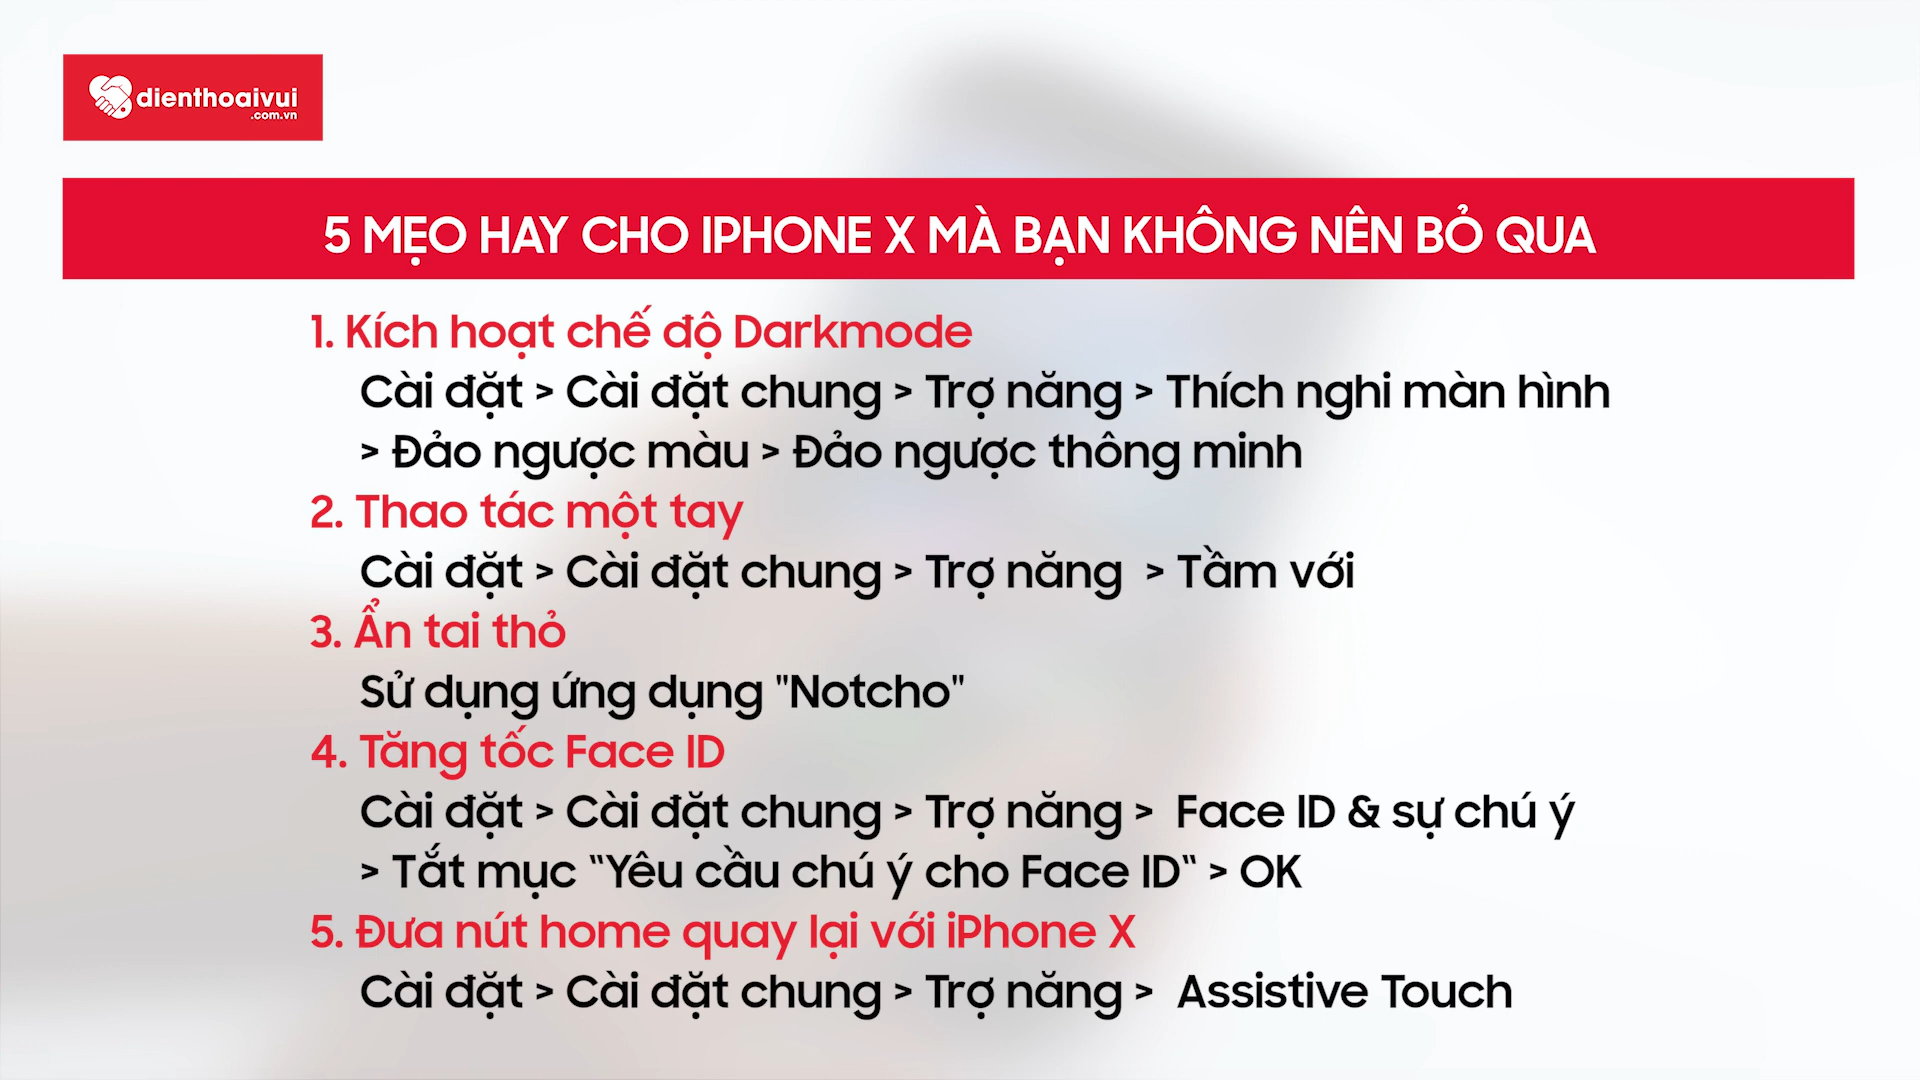 dienthoaivui
.com.vn
5 MẸO HAY CHO IPHONE X MÀ BẠN KHÔNG NÊN BỎ QUA
1. Kích hoạt chế độ Darkmode
Cài đặt > Cài đặt chung > Trợ năng > Thích nghi màn hình
> Đảo ngược màu > Đảo ngược thông minh
2. Thao tác một tay
Cài đặt > Cài đặt chung > Trợ năng > Tầm với
3. Ẩn tai thỏ
Sử dụng ứng dụng "Notcho"
4. Tăng tốc Face ID
Cài đặt > Cài đặt chung > Trợ năng > Face ID & sự chú ý
> Tắt mục “Yêu cầu chú ý cho Face ID“ > OK
5. Đưa nút home quay lại với iPhone X
Cài đặt > Cài đặt chung > Trợ năng > Assistive Touch